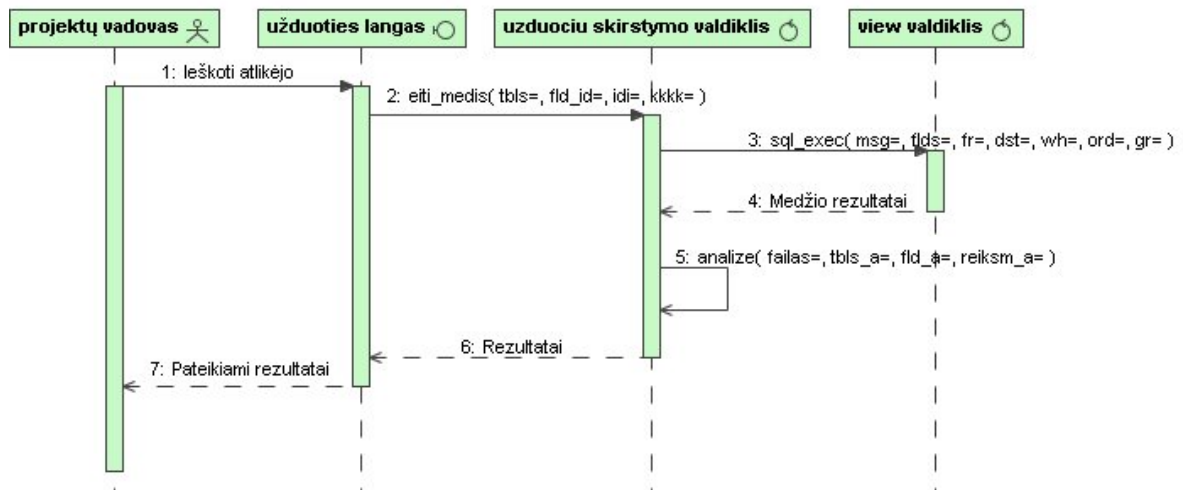 projektų vadovas
užduoties langas
uzduociu skirstymo valdiklis
view valdiklis
1: Ieškoti atlikėjo
2: eiti_medis( tbls=, fld_id=, idi=, kkkk= )
3: sql_exec( msg=, flds=, fr=, dst=, wh=, ord=, gr= )
4: Medžio rezultatai
5: analize( failas=, tbls_a=, fld_a=, reiksm_a= )
6: Rezultatai
7: Pateikiami rezultatai